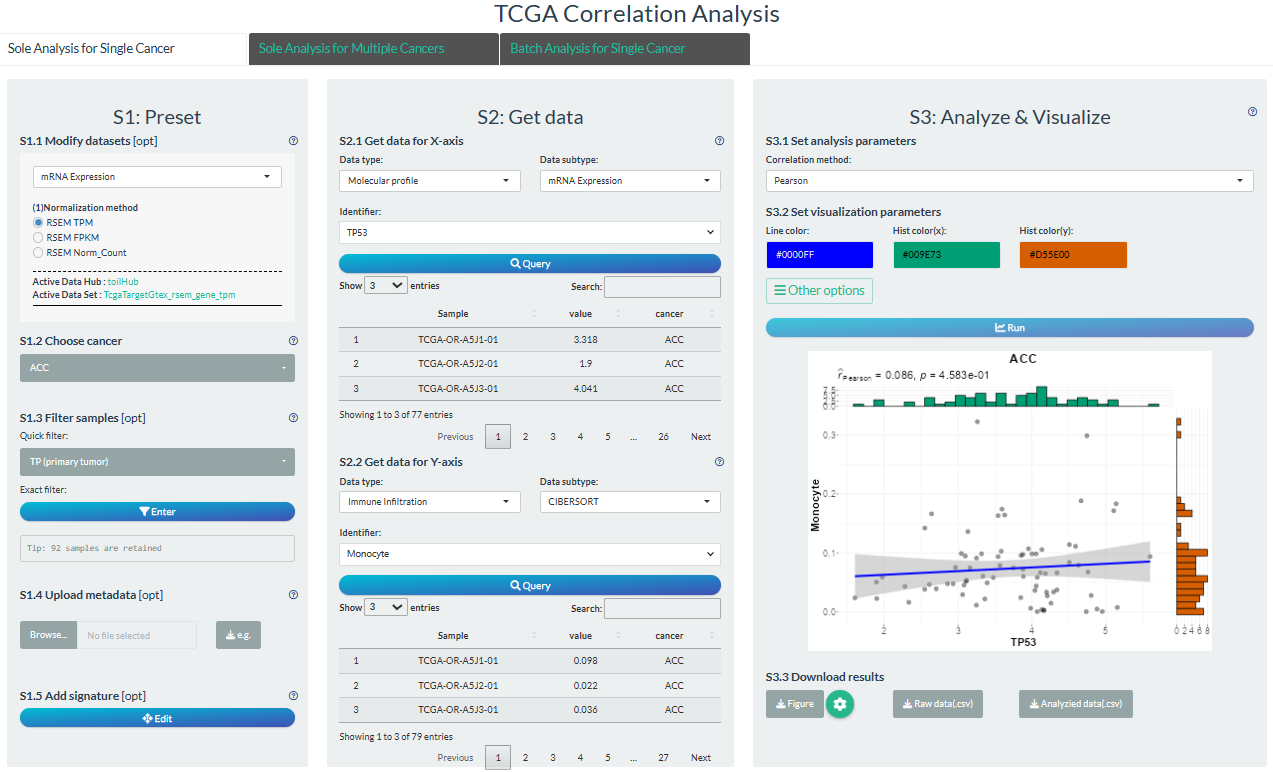 TCGA Correlation Analysis
Sole Analysis for Single Cancer
Sole Analysis for Multiple Cancers
Batch Analysis for Single Cancer
S1: Preset
S1.1 Modify datasets [opt]
mRNA Expression
(1)Normalization method
RSEM TPM
RSEM FPKM
RSEM Norm_Count
Active Data Hub : toilHub
Active Data Set : TcgaTargetGtex_rsem_gene_tpm
S1.2 Choose cancer
ACC
S1.3 Filter samples [opt]
Quick filter:
TP (primary tumor)
Exact filter:
Enter
Tip: 92 samples are retained
S1.4 Upload metadata [opt]
Browse... No file selected
e.g.
S1.5 Add signature [opt]
Edit
S2: Get data
S2.1 Get data for X-axis
Data type: Data subtype:
Molecular profile mRNA Expression
Identifier:
TP53
Query
Show 3 entries Search:
Sample value cancer
1 TCGA-OR-A5J1-01 3.318 ACC
2 TCGA-OR-A5J2-01 1.9 ACC
3 TCGA-OR-A5J3-01 4.041 ACC
Showing 1 to 3 of 77 entries
Previous 1 2 3 4 5 ... 26 Next
S2.2 Get data for Y-axis
Data type: Data subtype:
Immune Infiltration CIBERSORT
Identifier:
Monocyte
Query
Show 3 entries Search:
Sample value cancer
1 TCGA-OR-A5J1-01 0.098 ACC
2 TCGA-OR-A5J2-01 0.022 ACC
3 TCGA-OR-A5J3-01 0.036 ACC
Showing 1 to 3 of 79 entries
Previous 1 2 3 4 5 ... 27 Next
S3: Analyze & Visualize
S3.1 Set analysis parameters
Correlation method:
Pearson
S3.2 Set visualization parameters
Line color: Hist color(x): Hist color(y):
#0000FF #009E73 #D55E00
Other options
Run
ACC
r̂Pearson = 0.086, p = 4.583e-01
7.5
5.0
2.5
0.0
0.3
0.2
0.1
0.0
Monocyte
2 3 4 5
0 2 4 6 8
TP53
S3.3 Download results
Figure
Raw data(.csv)
Analyzied data(.csv)